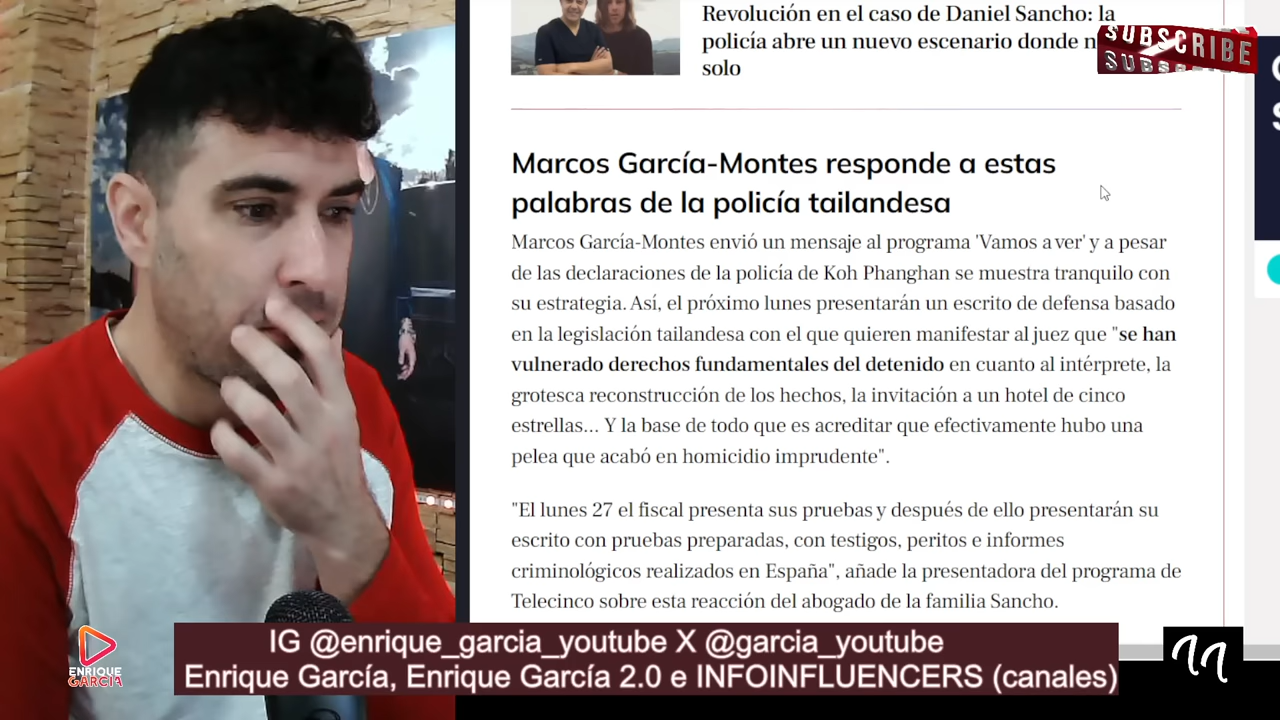 Revolución en el caso de Daniel Sancho: la
policía abre un nuevo escenario donde n
solo
SUBSCRIBE
Marcos García-Montes responde a estas
palabras de la policía tailandesa
Marcos García-Montes envió un mensaje al programa 'Vamos a ver' y a pesar
de las declaraciones de la policía de Koh Phanghan se muestra tranquilo con
su estrategia. Así, el próximo lunes presentarán un escrito de defensa basado
en la legislación tailandesa con el que quieren manifestar al juez que "se han
vulnerado derechos fundamentales del detenido en cuanto al intérprete, la
grotesca reconstrucción de los hechos, la invitación a un hotel de cinco
estrellas... Y la base de todo que es acreditar que efectivamente hubo una
pelea que acabó en homicidio imprudente".
"El lunes 27 el fiscal presenta sus pruebas y después de ello presentarán su
escrito con pruebas preparadas, con testigos, peritos e informes
criminológicos realizados en España", añade la presentadora del programa de
Telecinco sobre esta reacción del abogado de la familia Sancho.
IG @enrique_garcia_youtube X @garcia_youtube
Enrique García, Enrique García 2.0 e INFOINFLUENCERS (canales)
ENRIQUE
GARCÍA